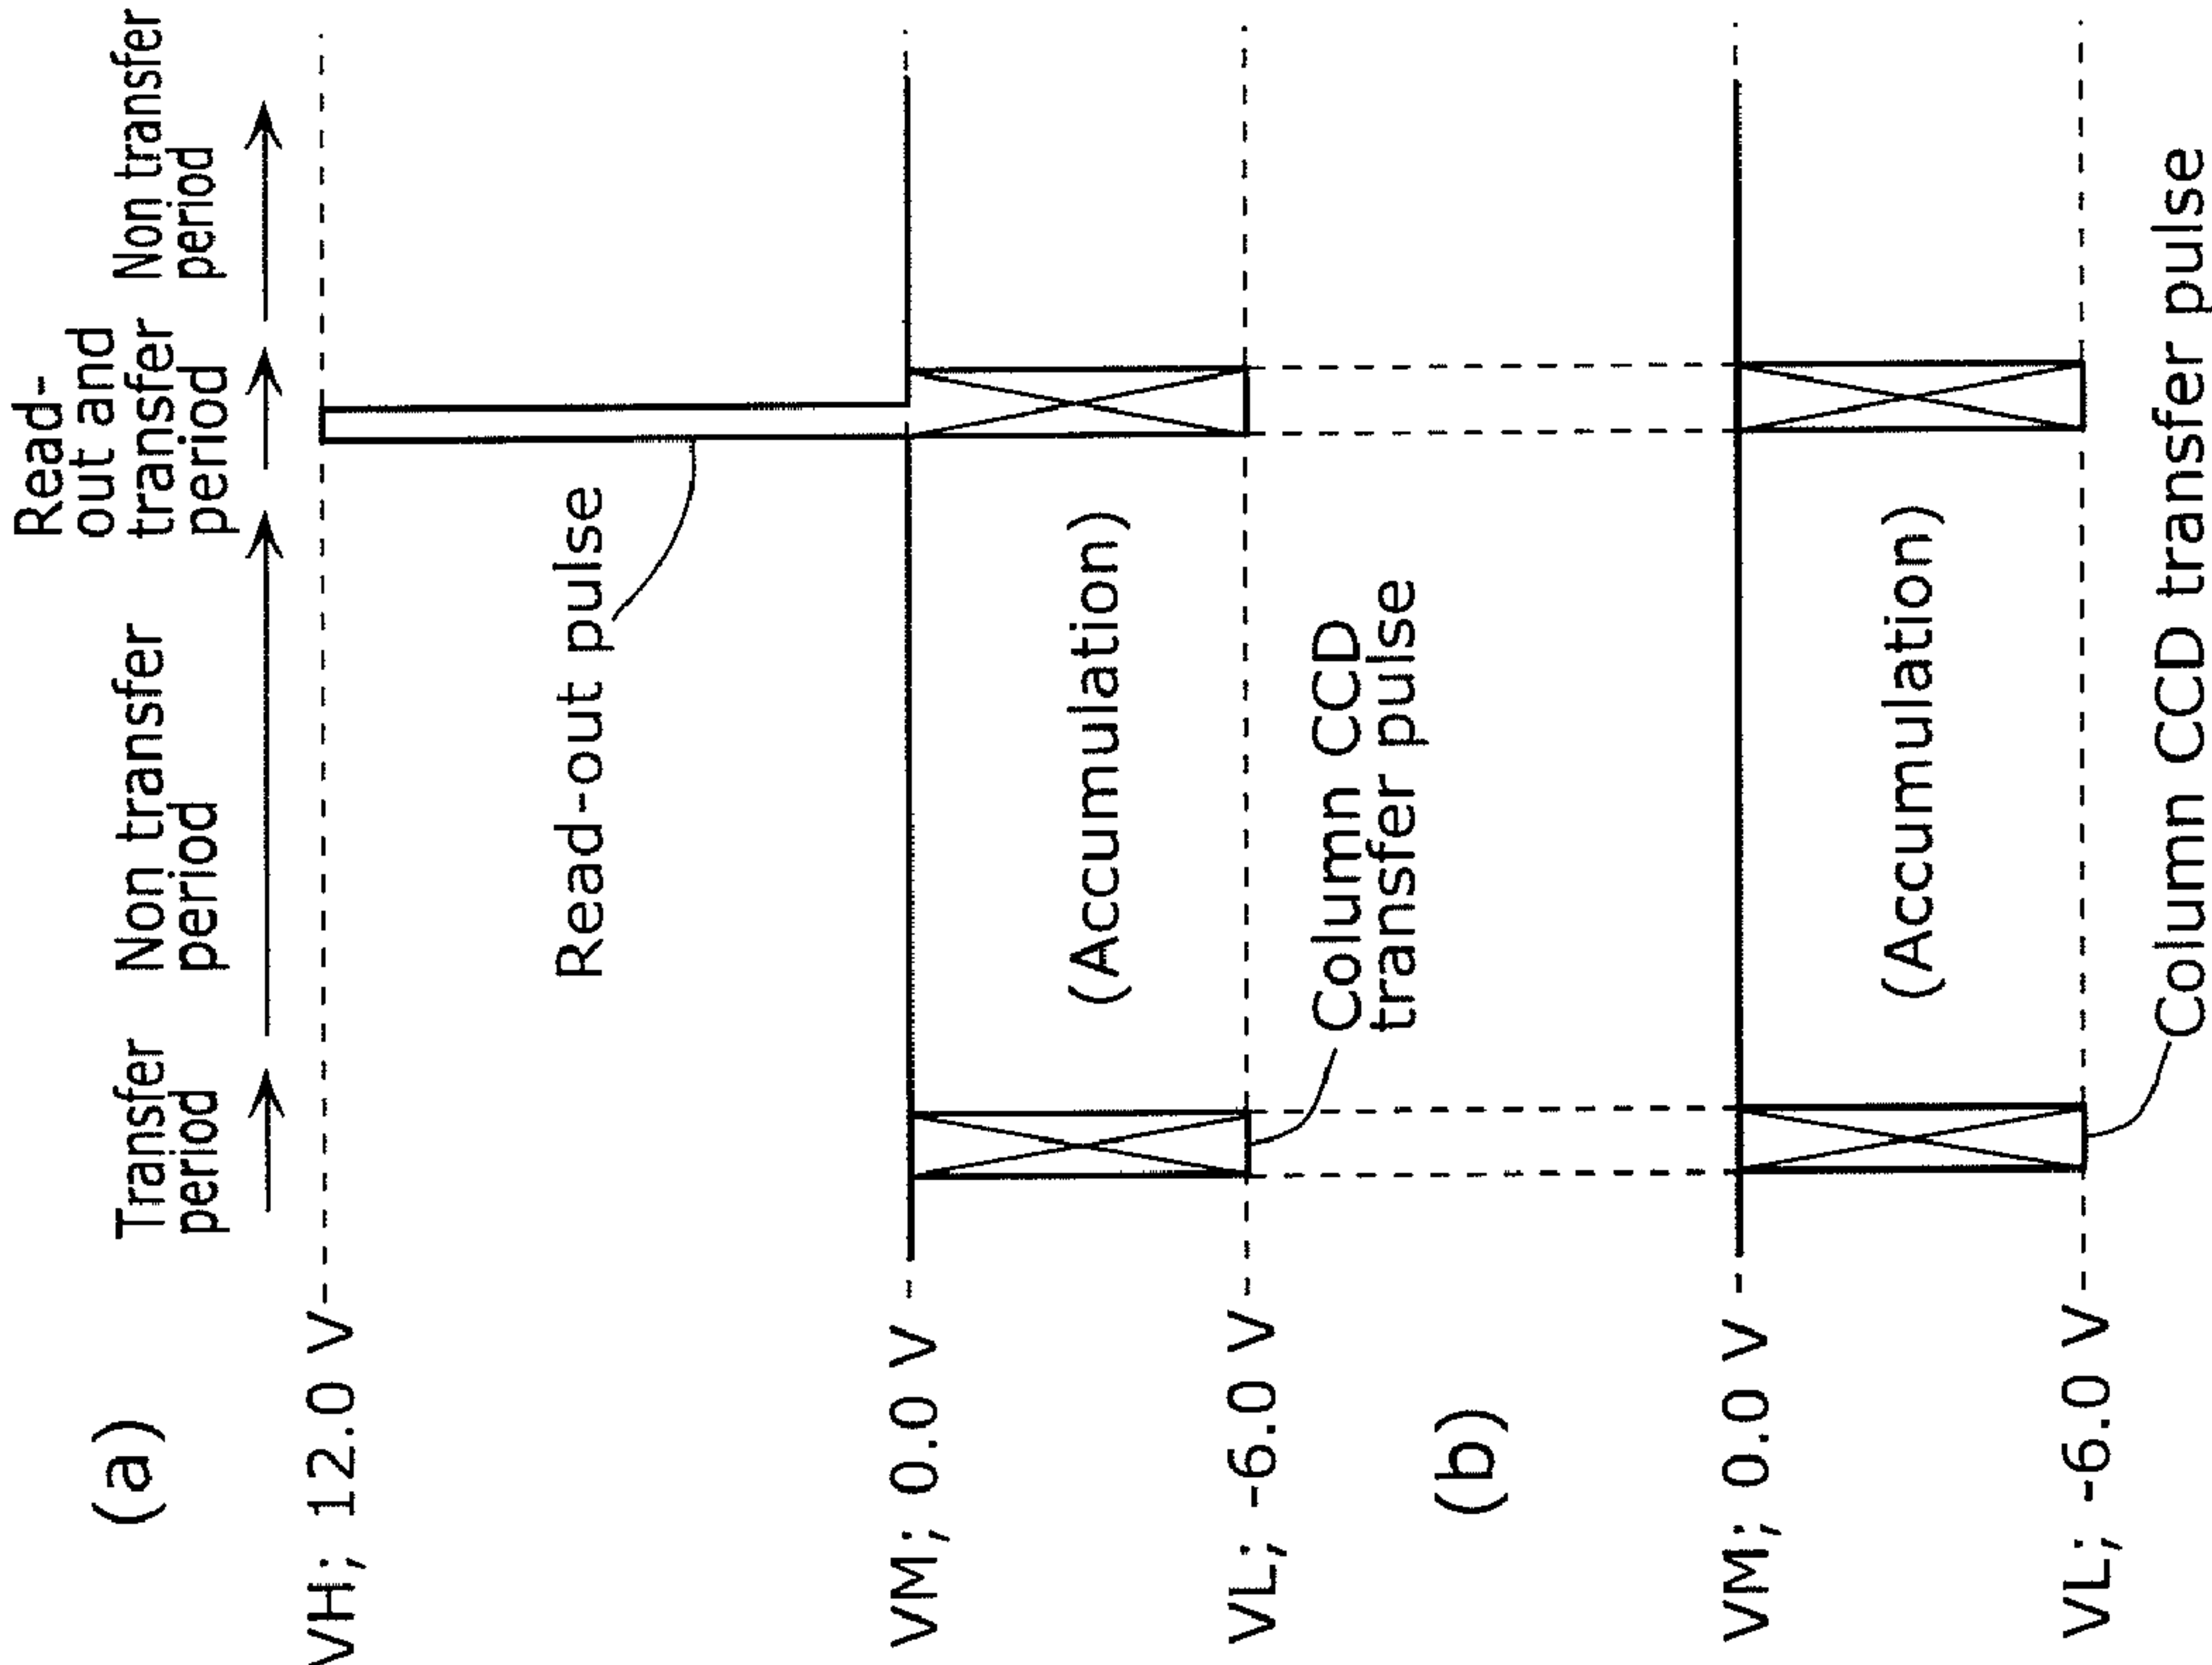 (a)
Transfer
period
Non transfer
period
Read-
out and
transfer
period
Non transfer
period
VH; 12.0 V
Read-out pulse
VM; 0.0 V
(Accumulation)
VL; -6.0 V
Column CCD
transfer pulse
(b)
VM; 0.0 V
(Accumulation)
VL; -6.0 V
Column CCD transfer pulse